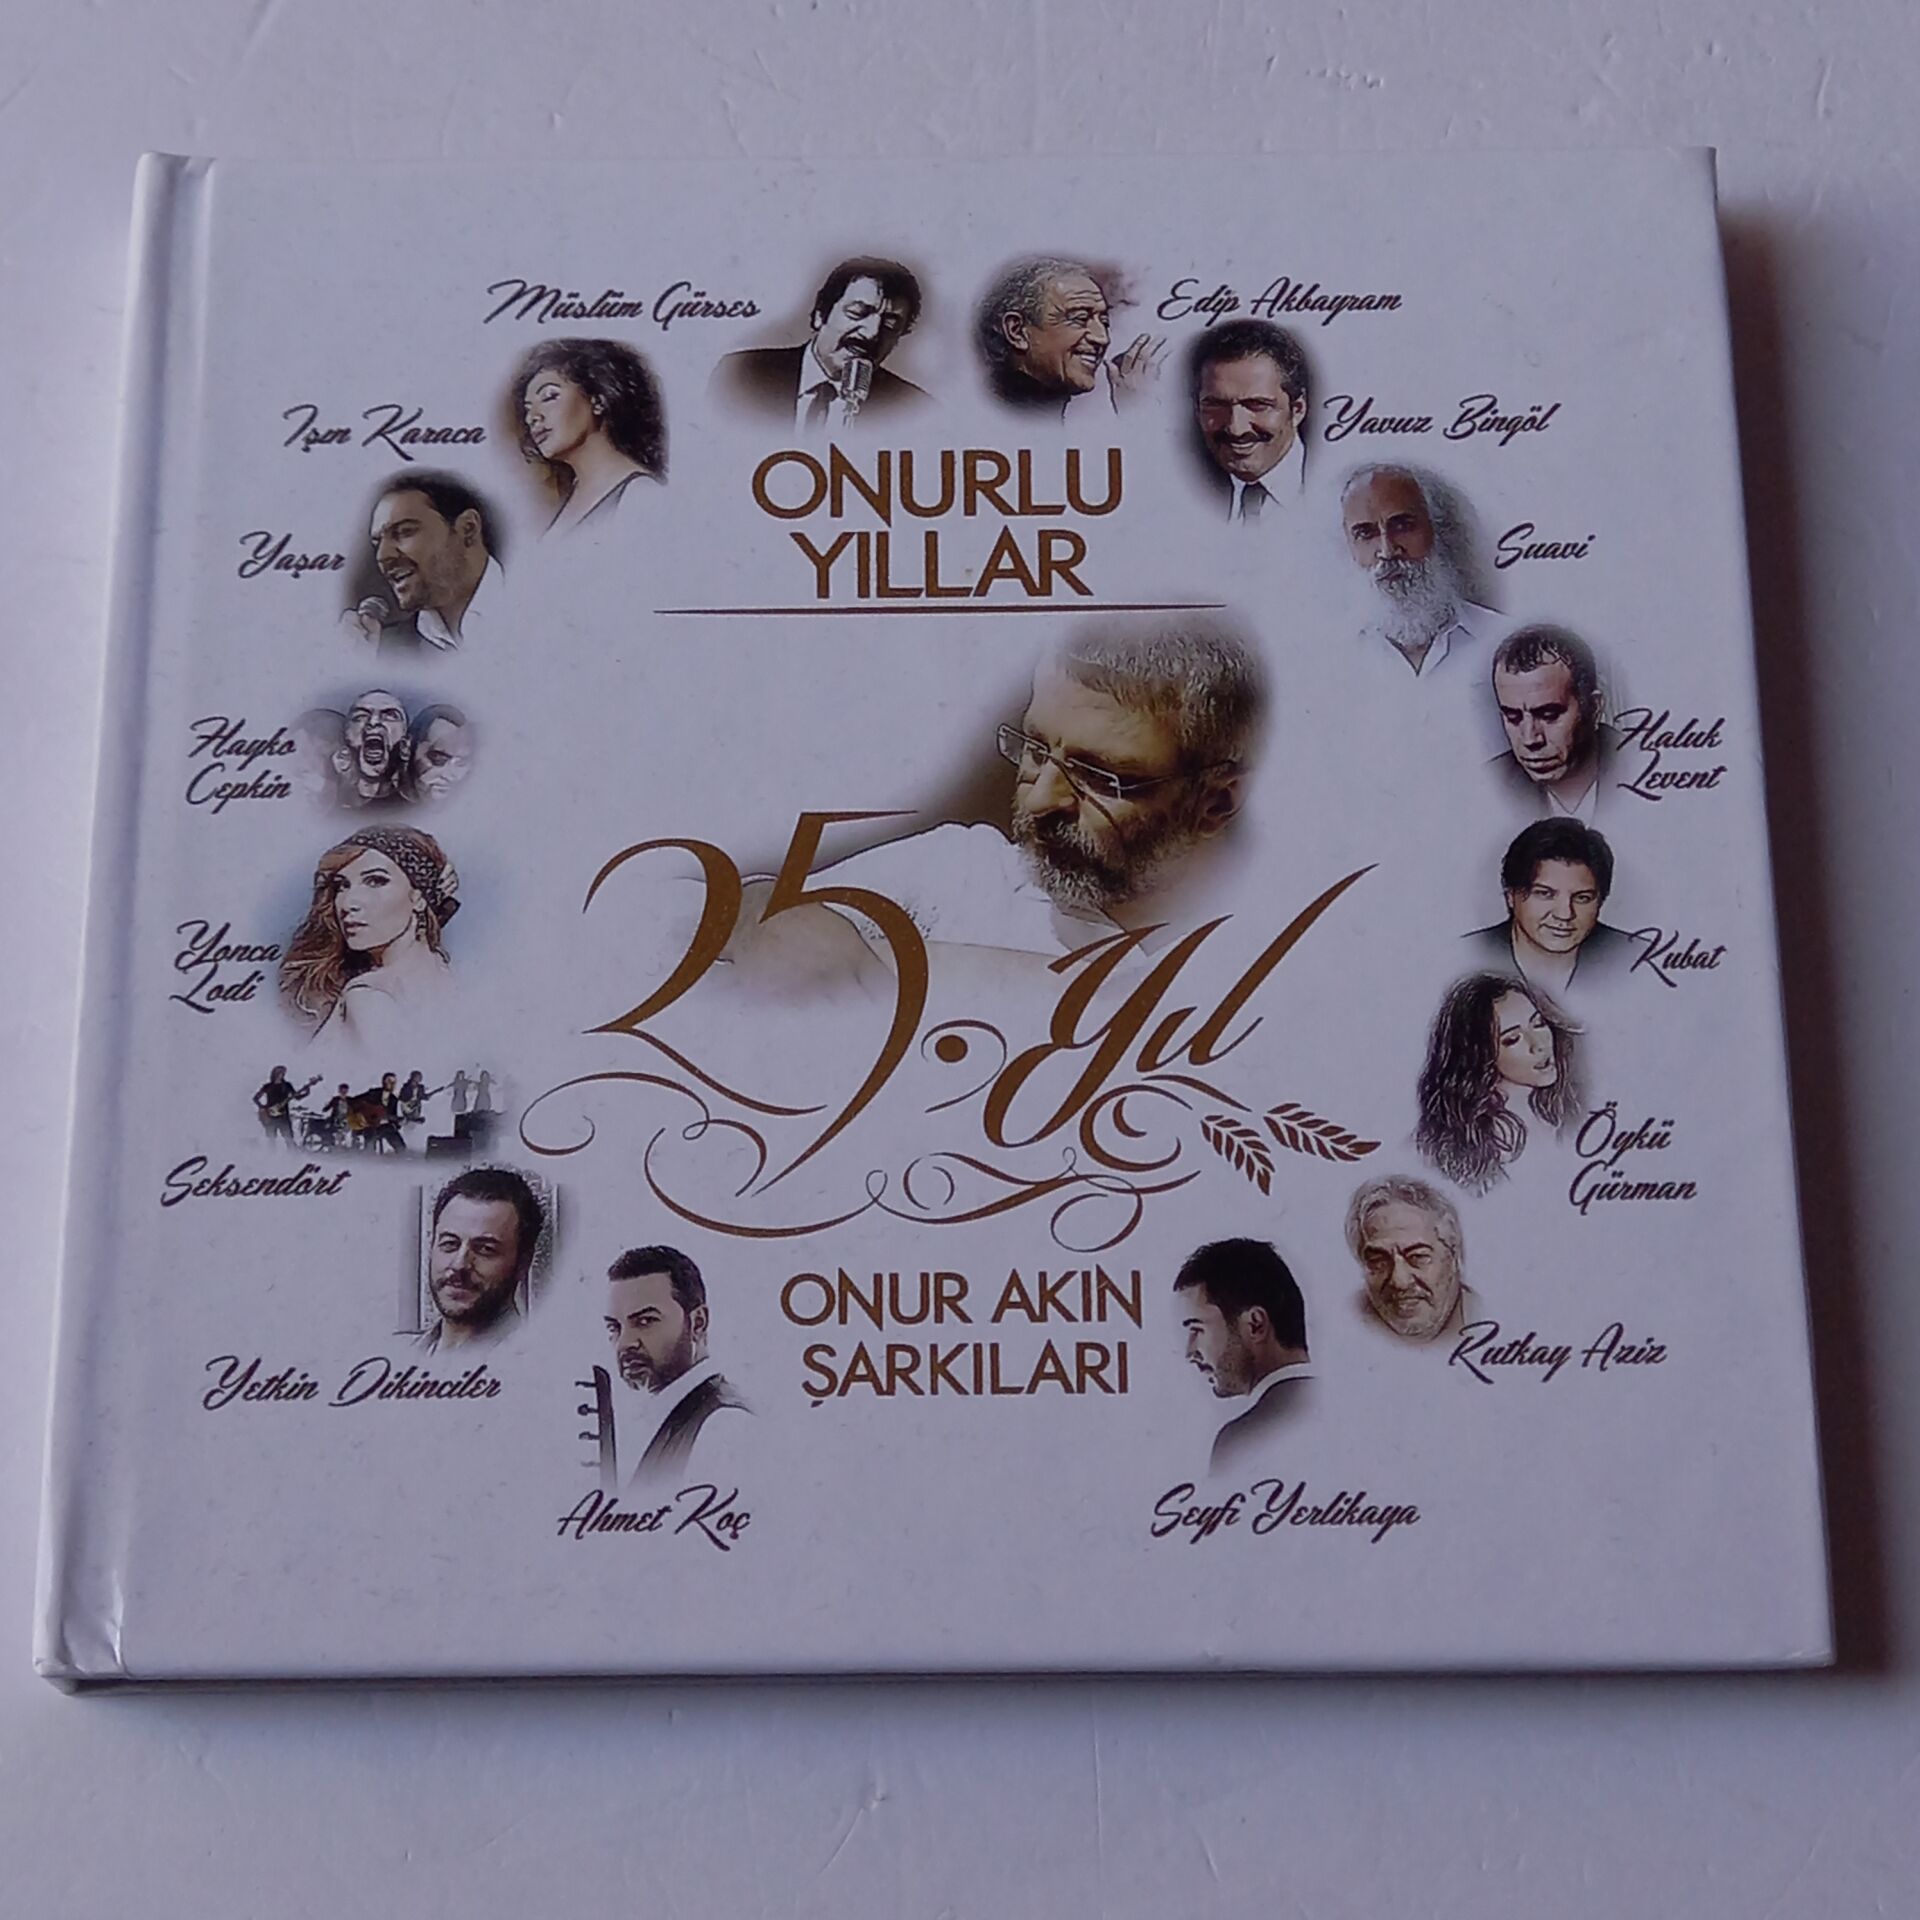 Müslüm Gürses
Edip Akbayram
Işın Karaca
Yavuz Bingöl
ONURLU
YILLAR
Yaşar
Suavi
Hayko
Cepkin
Haluk
Levent
25. Yıl
Yonca
Lodi
Kubat
Seksendört
Öykü
Gürman
ONUR AKIN
ŞARKILARI
Yetkin Dikinciler
Rutkay Aziz
Ahmet Koç
Seyfi Yerlikaya